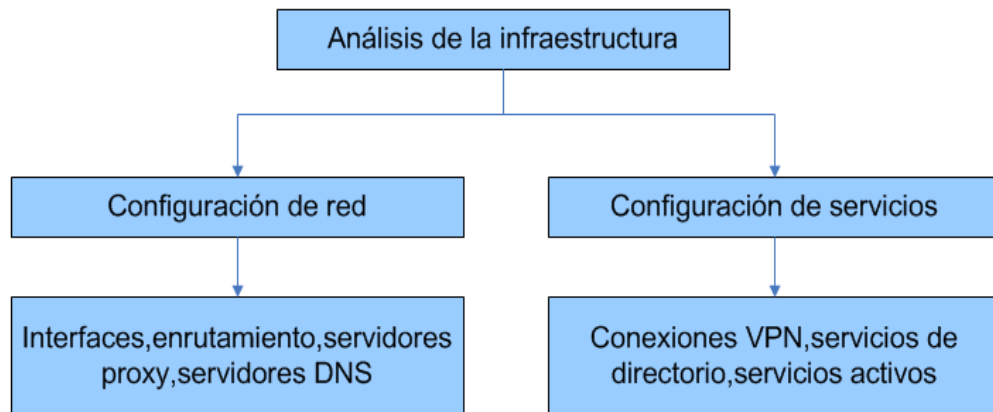 Análisis de la infraestructura
Configuración de red
Configuración de servicios
Interfaces,enrutamiento,servidores
proxy,servidores DNS
Conexiones VPN,servicios de
directorio,servicios activos